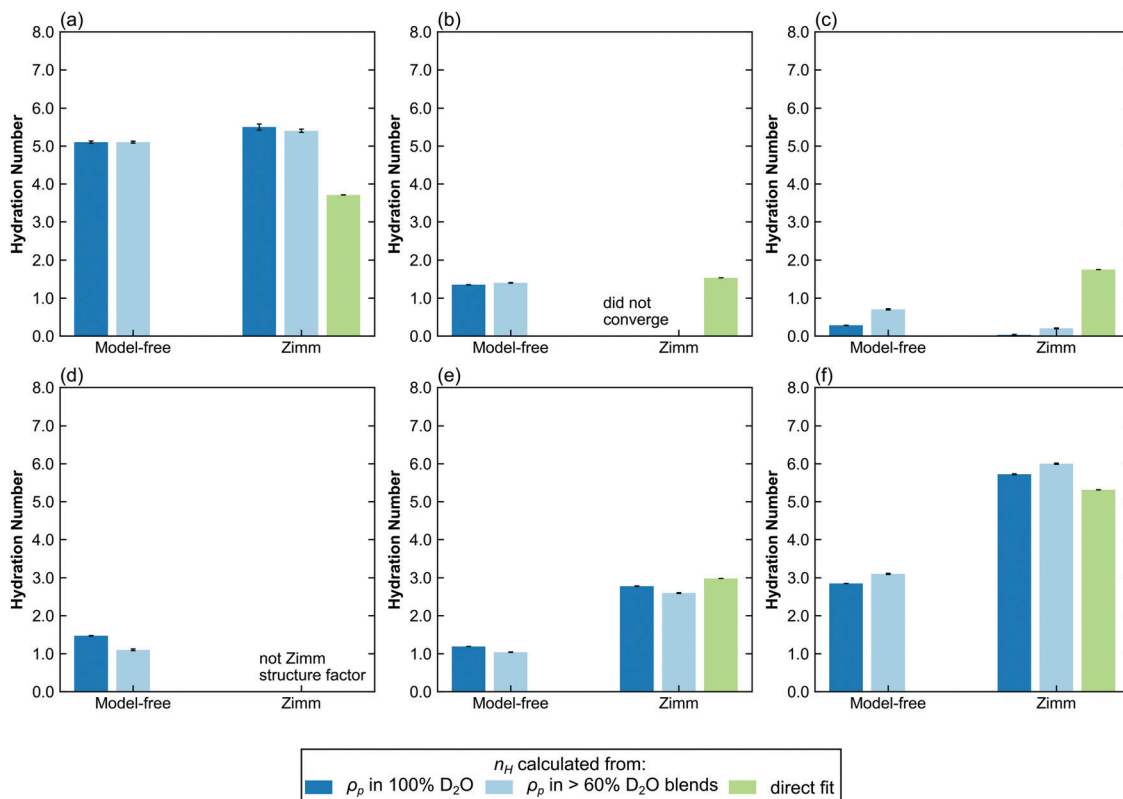 (a)
Hydration Number
8.0
7.0
6.0
5.0
4.0
3.0
2.0
1.0
0.0
Model-free
Zimm
(b)
Hydration Number
8.0
7.0
6.0
5.0
4.0
3.0
2.0
1.0
0.0
did not
converge
Model-free
Zimm
(c)
Hydration Number
8.0
7.0
6.0
5.0
4.0
3.0
2.0
1.0
0.0
Model-free
Zimm
(d)
Hydration Number
8.0
7.0
6.0
5.0
4.0
3.0
2.0
1.0
0.0
not Zimm
structure factor
Model-free
Zimm
(e)
Hydration Number
8.0
7.0
6.0
5.0
4.0
3.0
2.0
1.0
0.0
Model-free
Zimm
(f)
Hydration Number
8.0
7.0
6.0
5.0
4.0
3.0
2.0
1.0
0.0
Model-free
Zimm
n_H calculated from:
ρ_p in 100% D₂O
ρ_p in > 60% D₂O blends
direct fit